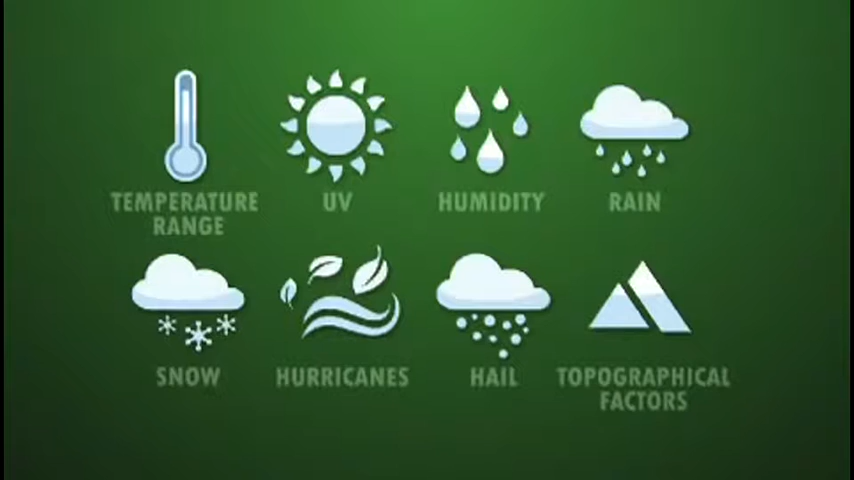 TEMPERATURE
RANGE
UV
HUMIDITY
RAIN
SNOW
HURRICANES
HAIL
TOPOGRAPHICAL
FACTORS